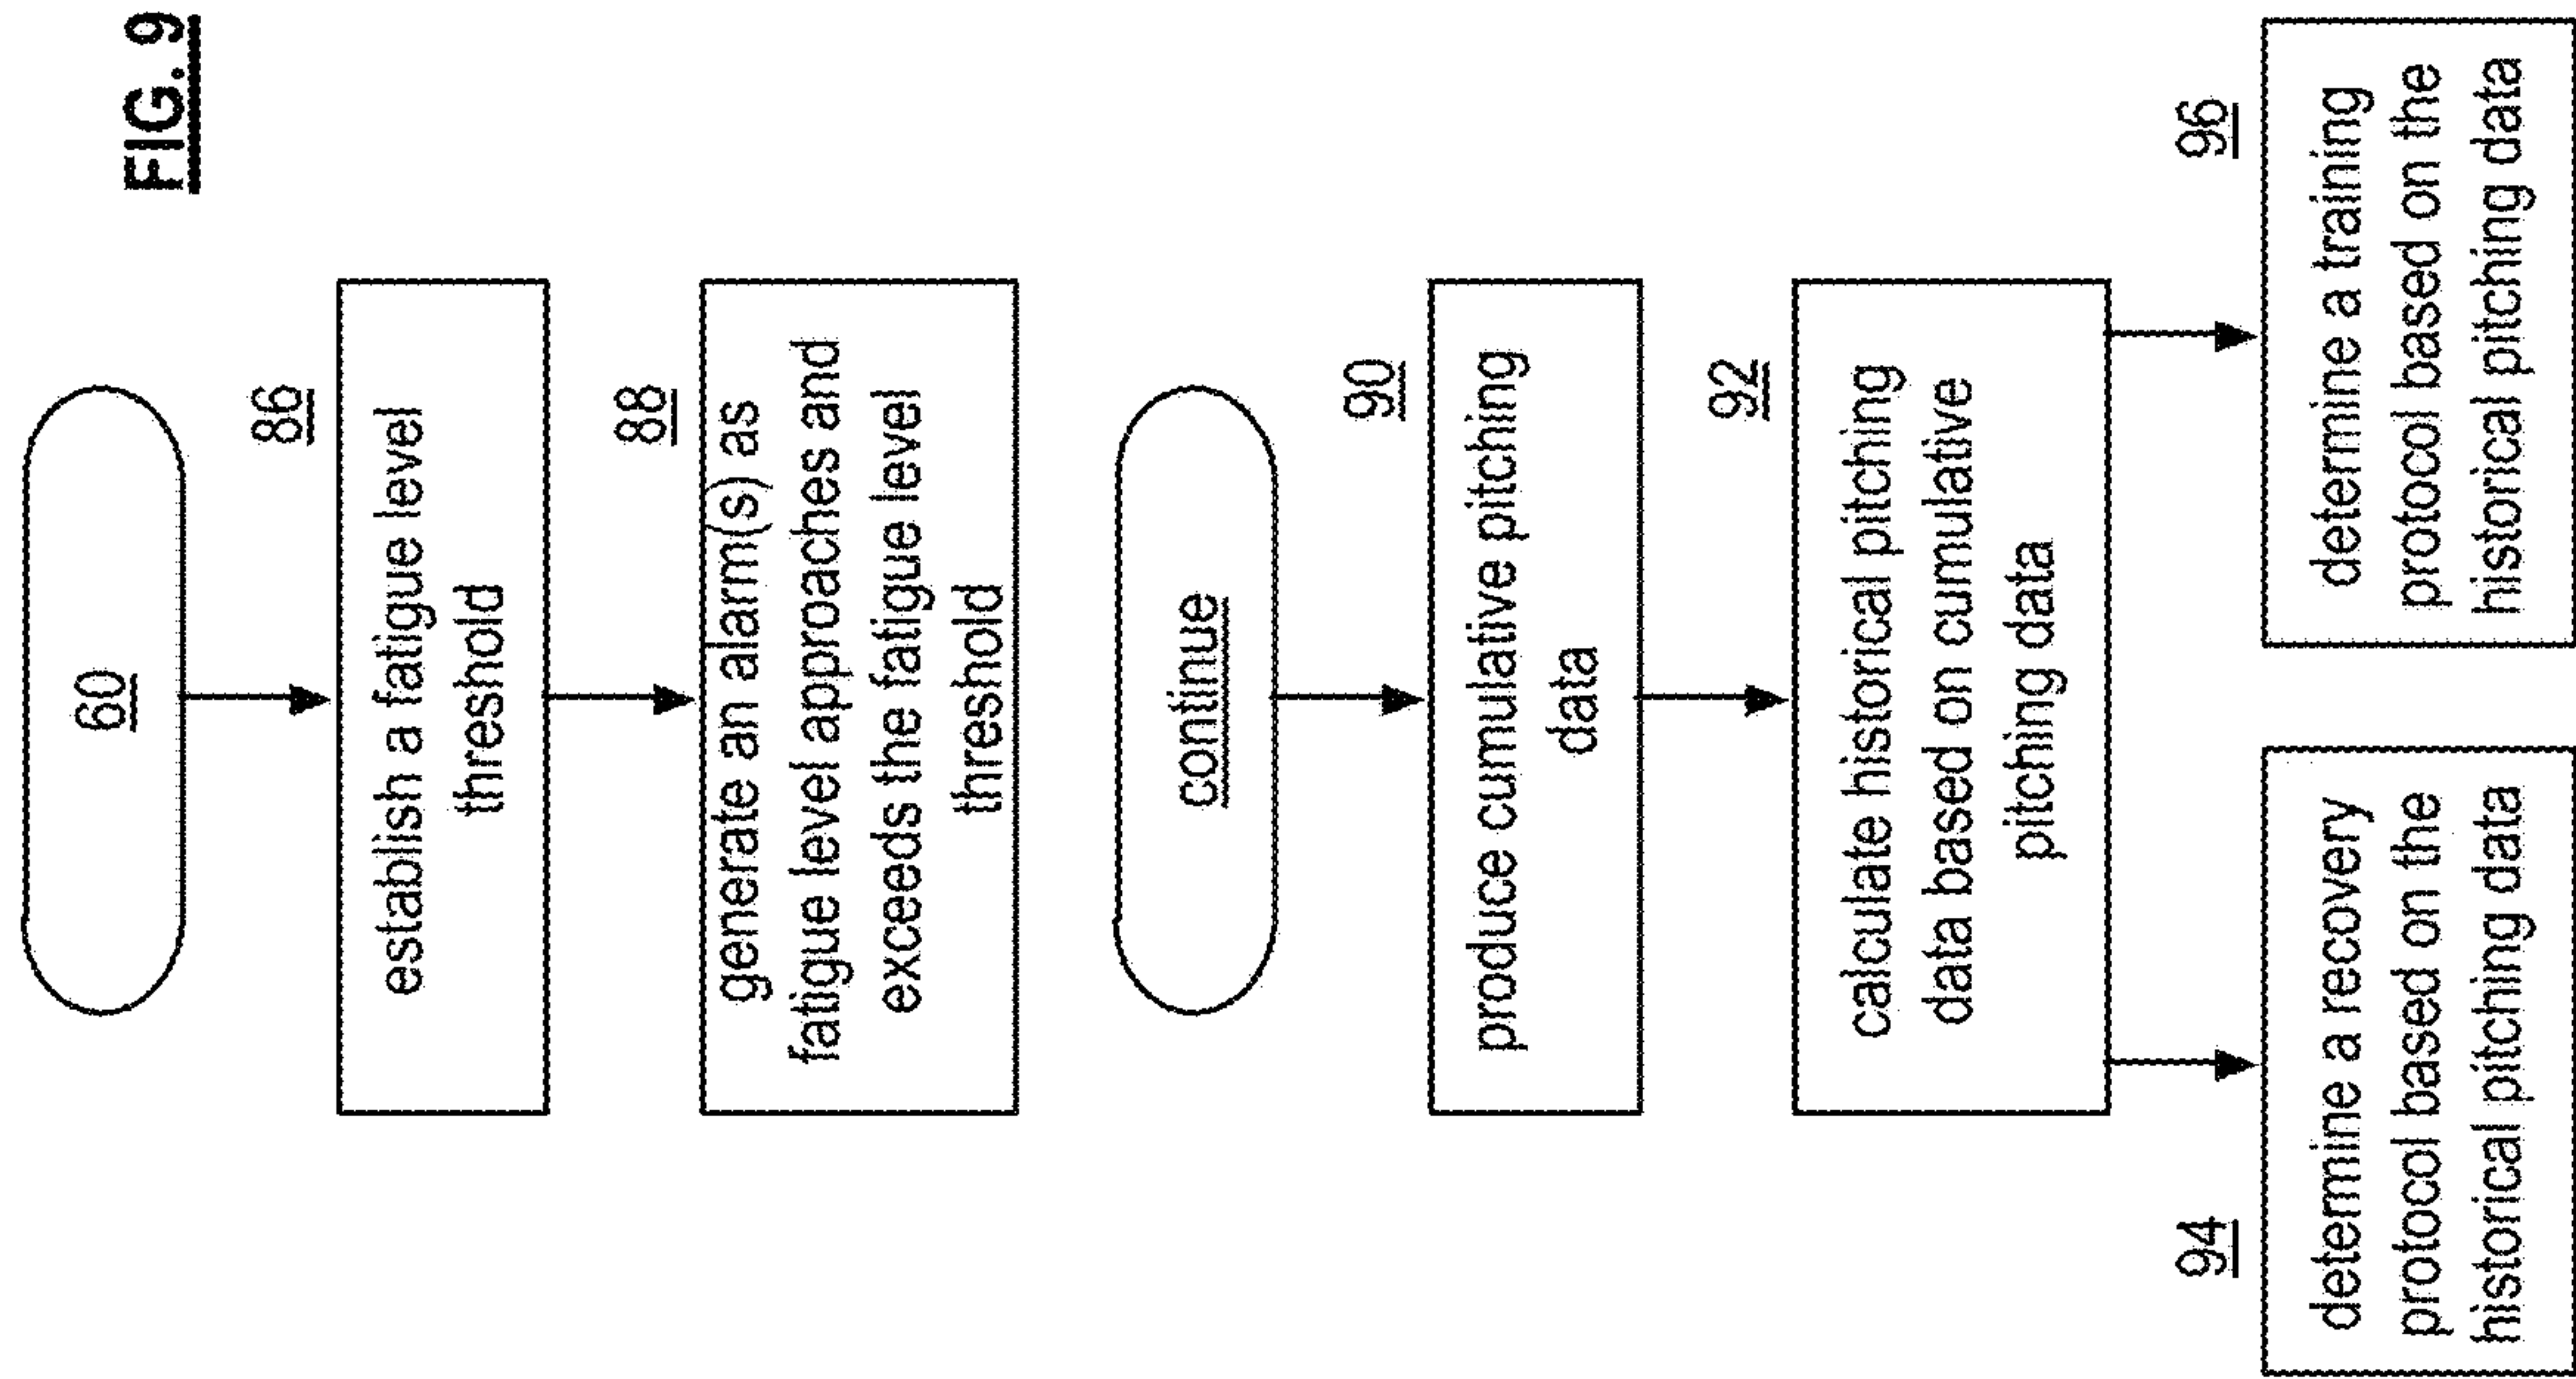 FIG. 9
60
86
establish a fatigue level
threshold
88
generate an alarm(s) as
fatigue level approaches and
exceeds the fatigue level
threshold
continue
90
produce cumulative pitching
data
92
calculate historical pitching
data based on cumulative
pitching data
94
determine a recovery
protocol based on the
historical pitching data
96
determine a training
protocol based on the
historical pitching data